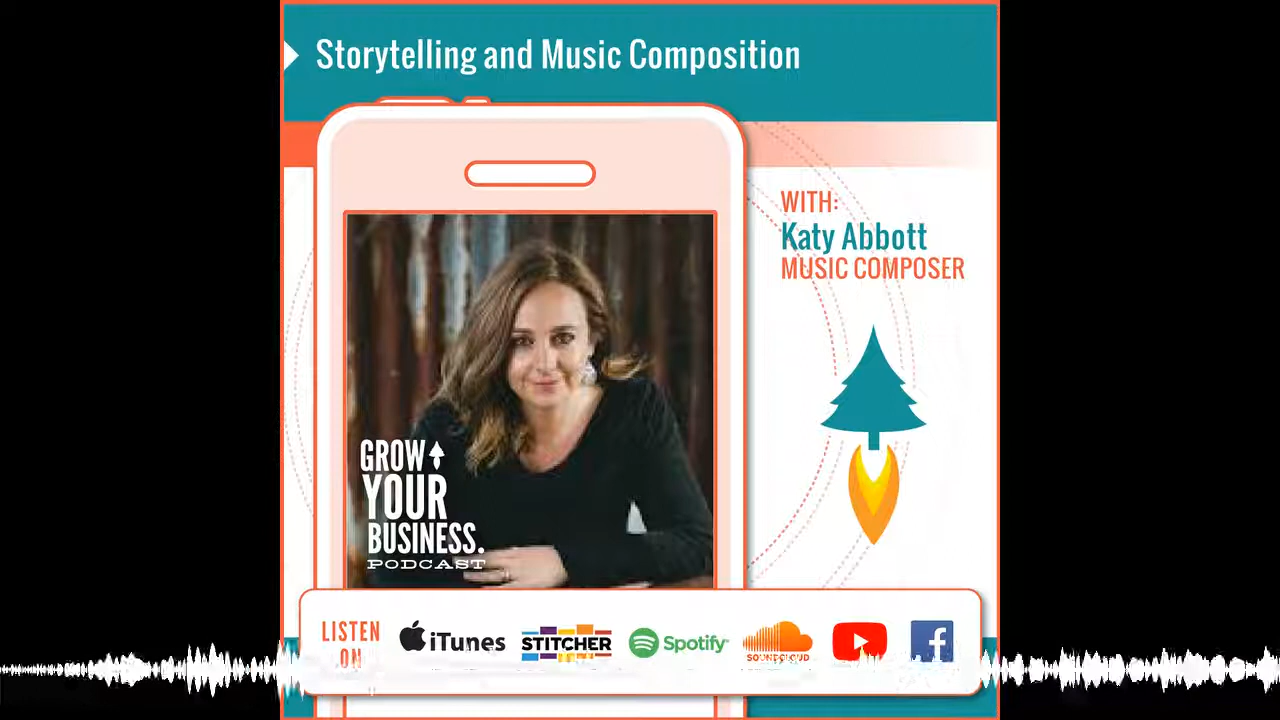 Storytelling and Music Composition
WITH:
Katy Abbott
MUSIC COMPOSER
GROW
YOUR
BUSINESS.
PODCAST
LISTEN
ON
iTunes
STITCHER
Spotify
SOUNDCLOUD